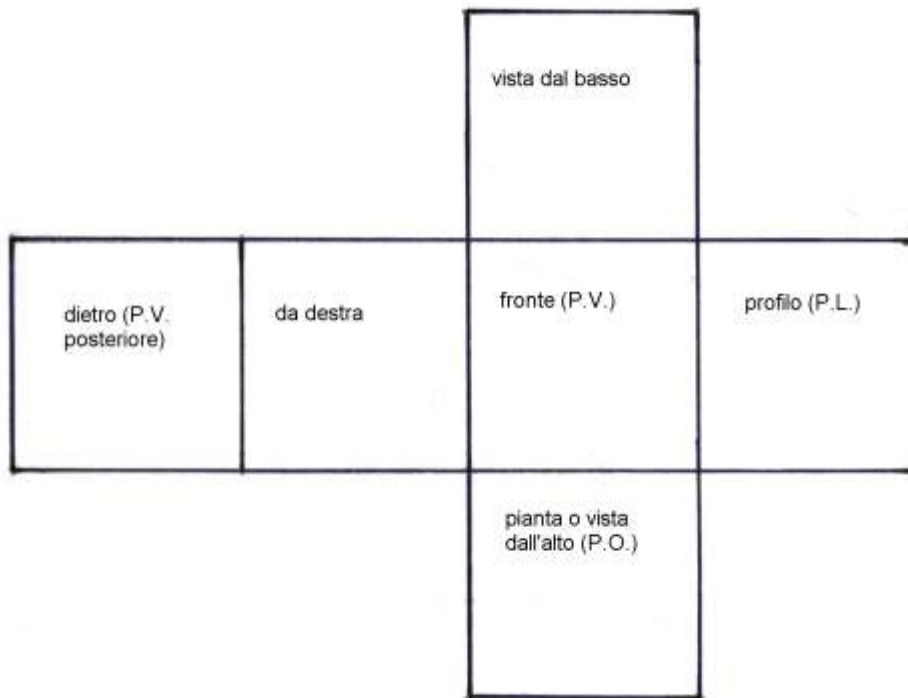 vista dal basso
dietro (P.V.
posteriore)
da destra
fronte (P.V.)
profilo (P.L.)
pianta o vista
dall'alto (P.O.)